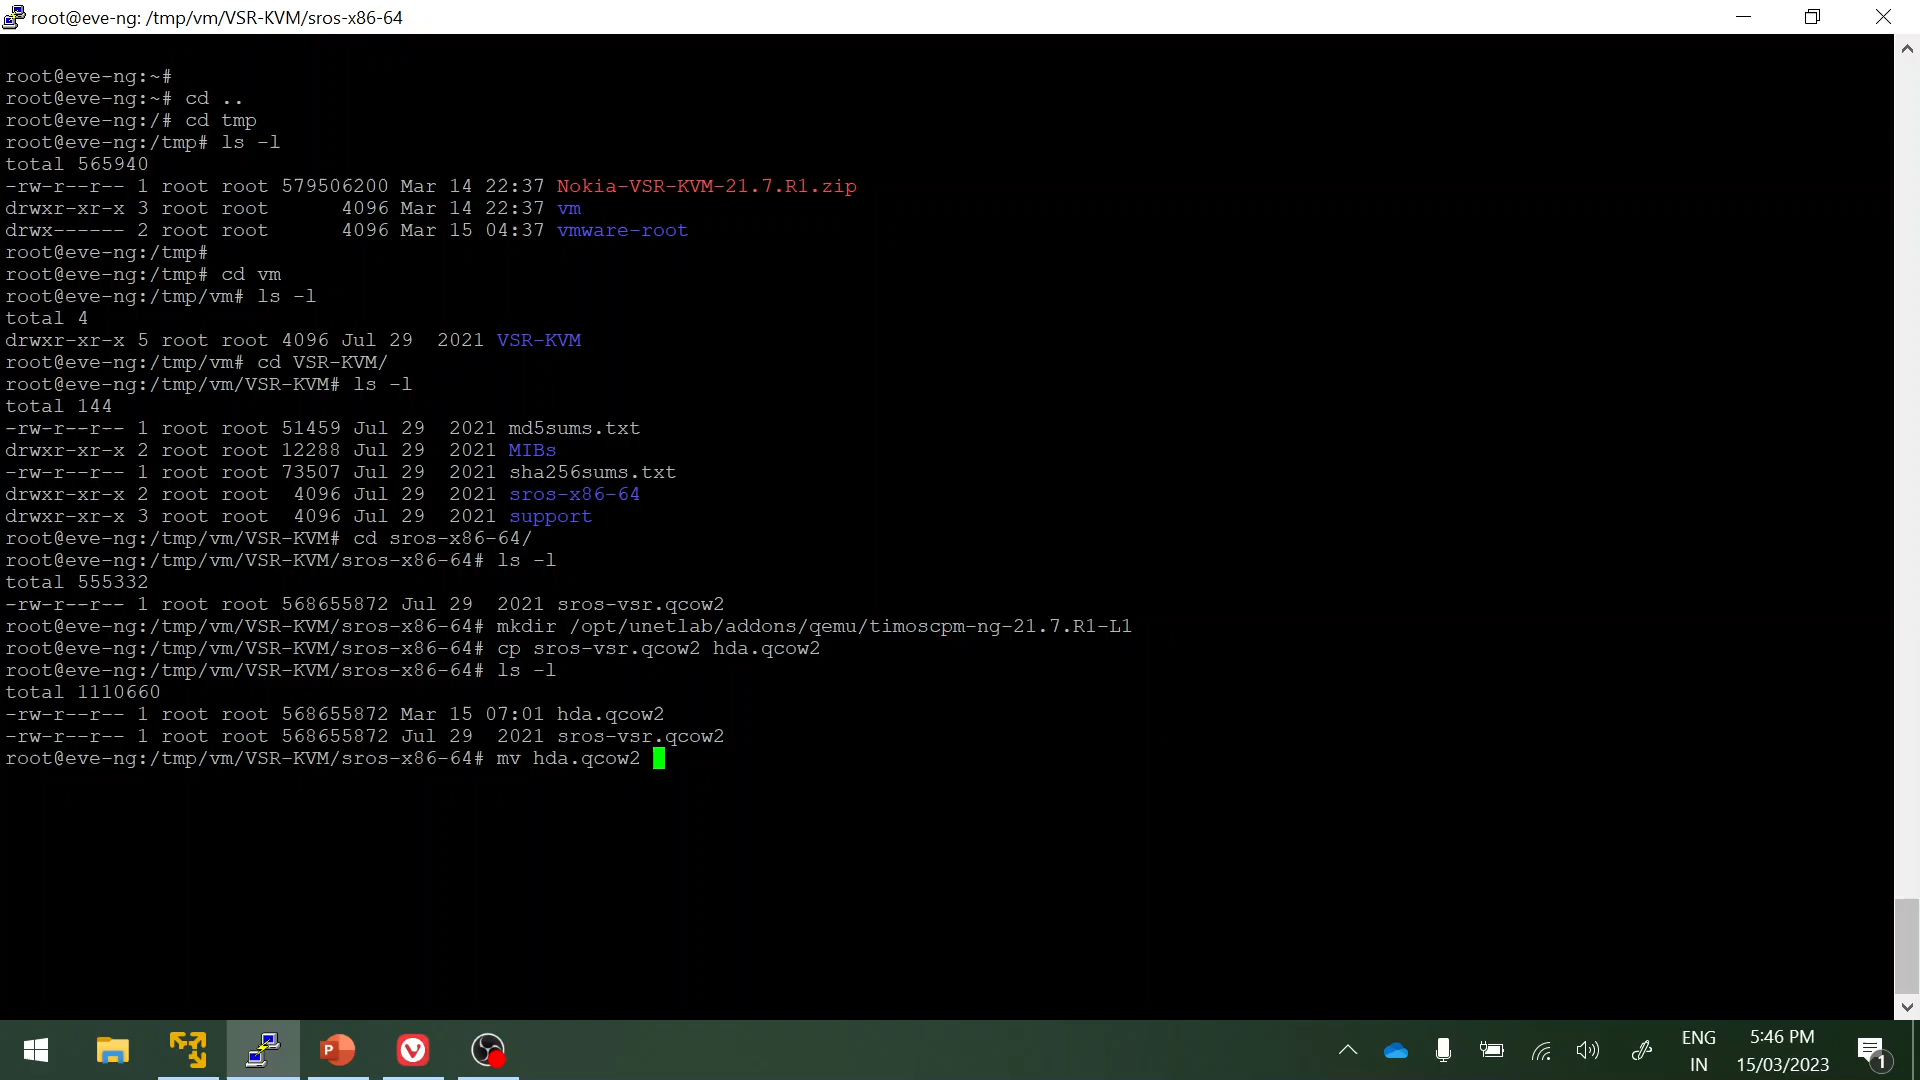 root@eve-ng: /tmp/vm/VSR-KVM/sros-x86-64
root@eve-ng:~#
root@eve-ng:~# cd ..
root@eve-ng:/# cd tmp
root@eve-ng:/tmp# ls -l
total 565940
-rw-r--r-- 1 root root 579506200 Mar 14 22:37 Nokia-VSR-KVM-21.7.R1.zip
drwxr-xr-x 3 root root      4096 Mar 14 22:37 vm
drwx------ 2 root root      4096 Mar 15 04:37 vmware-root
root@eve-ng:/tmp#
root@eve-ng:/tmp# cd vm
root@eve-ng:/tmp/vm# ls -l
total 4
drwxr-xr-x 5 root root 4096 Jul 29  2021 VSR-KVM
root@eve-ng:/tmp/vm# cd VSR-KVM/
root@eve-ng:/tmp/vm/VSR-KVM# ls -l
total 144
-rw-r--r-- 1 root root 51459 Jul 29  2021 md5sums.txt
drwxr-xr-x 2 root root 12288 Jul 29  2021 MIBs
-rw-r--r-- 1 root root 73507 Jul 29  2021 sha256sums.txt
drwxr-xr-x 2 root root  4096 Jul 29  2021 sros-x86-64
drwxr-xr-x 3 root root  4096 Jul 29  2021 support
root@eve-ng:/tmp/vm/VSR-KVM# cd sros-x86-64/
root@eve-ng:/tmp/vm/VSR-KVM/sros-x86-64# ls -l
total 555332
-rw-r--r-- 1 root root 568655872 Jul 29  2021 sros-vsr.qcow2
root@eve-ng:/tmp/vm/VSR-KVM/sros-x86-64# mkdir /opt/unetlab/addons/qemu/timoscpm-ng-21.7.R1-L1
root@eve-ng:/tmp/vm/VSR-KVM/sros-x86-64# cp sros-vsr.qcow2 hda.qcow2
root@eve-ng:/tmp/vm/VSR-KVM/sros-x86-64# ls -l
total 1110660
-rw-r--r-- 1 root root 568655872 Mar 15 07:01 hda.qcow2
-rw-r--r-- 1 root root 568655872 Jul 29  2021 sros-vsr.qcow2
root@eve-ng:/tmp/vm/VSR-KVM/sros-x86-64# mv hda.qcow2
P
ENG
IN
5:46 PM
15/03/2023
1